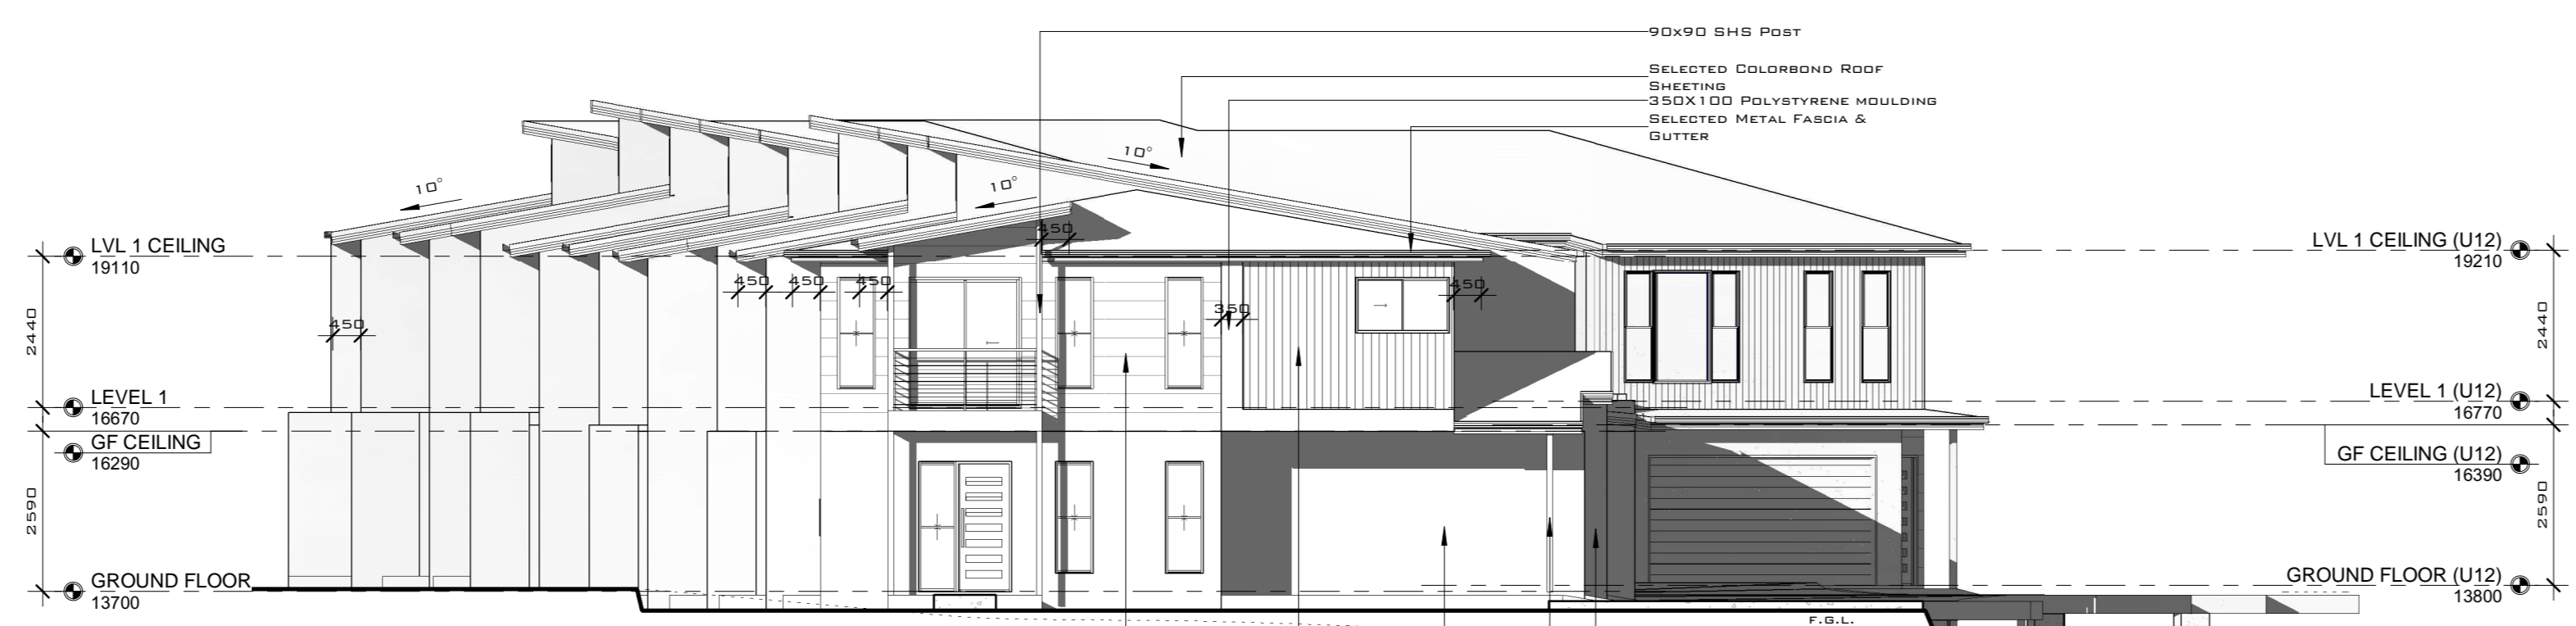 90x90 SHS Post
Selected Colorbond Roof
Sheeting
350X100 Polystyrene moulding
Selected Metal Fascia &
Gutter
10°
10°
10°
LVL 1 CEILING
19110
LVL 1 CEILING (U12)
19210
450
450
450
450
450
450
350
2440
2440
LEVEL 1
16670
LEVEL 1 (U12)
16770
GF CEILING
16290
GF CEILING (U12)
16390
2590
2590
GROUND FLOOR
13700
GROUND FLOOR (U12)
13800
F.G.L.